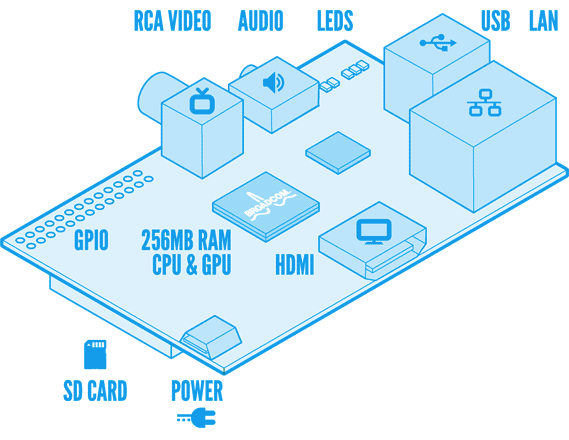 RCA VIDEO AUDIO LEDS USB LAN
BROADCOM
GPIO 256MB RAM
CPU & GPU HDMI
SD CARD POWER